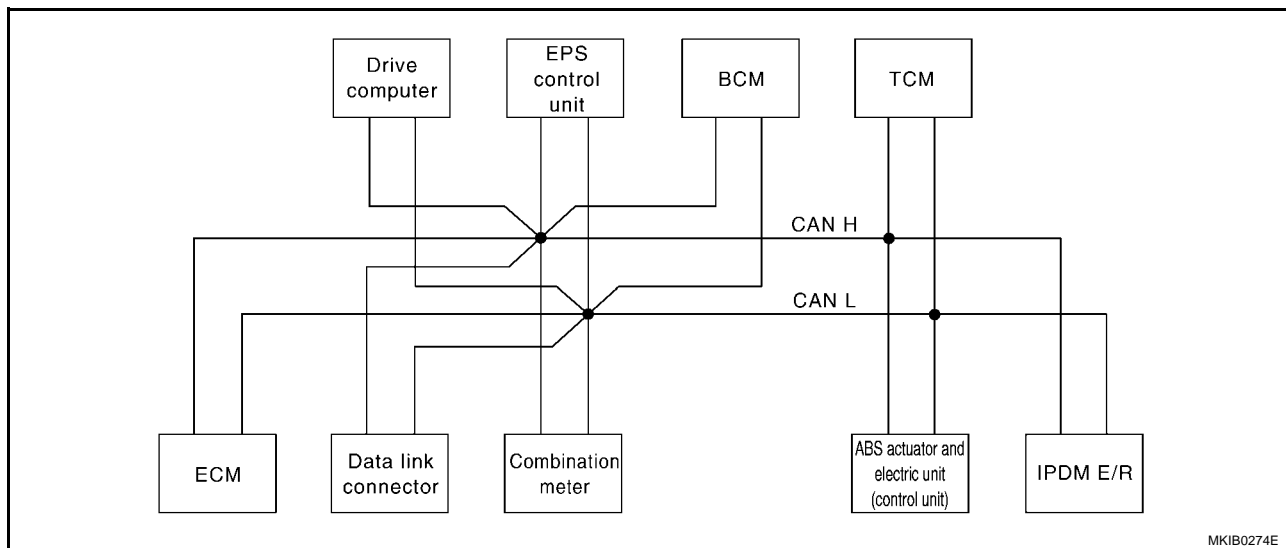 Drive
computer
EPS
control
unit
BCM
TCM
CAN H
CAN L
ECM
Data link
connector
Combination
meter
ABS actuator and
electric unit
(control unit)
IPDM E/R
MKIB0274E